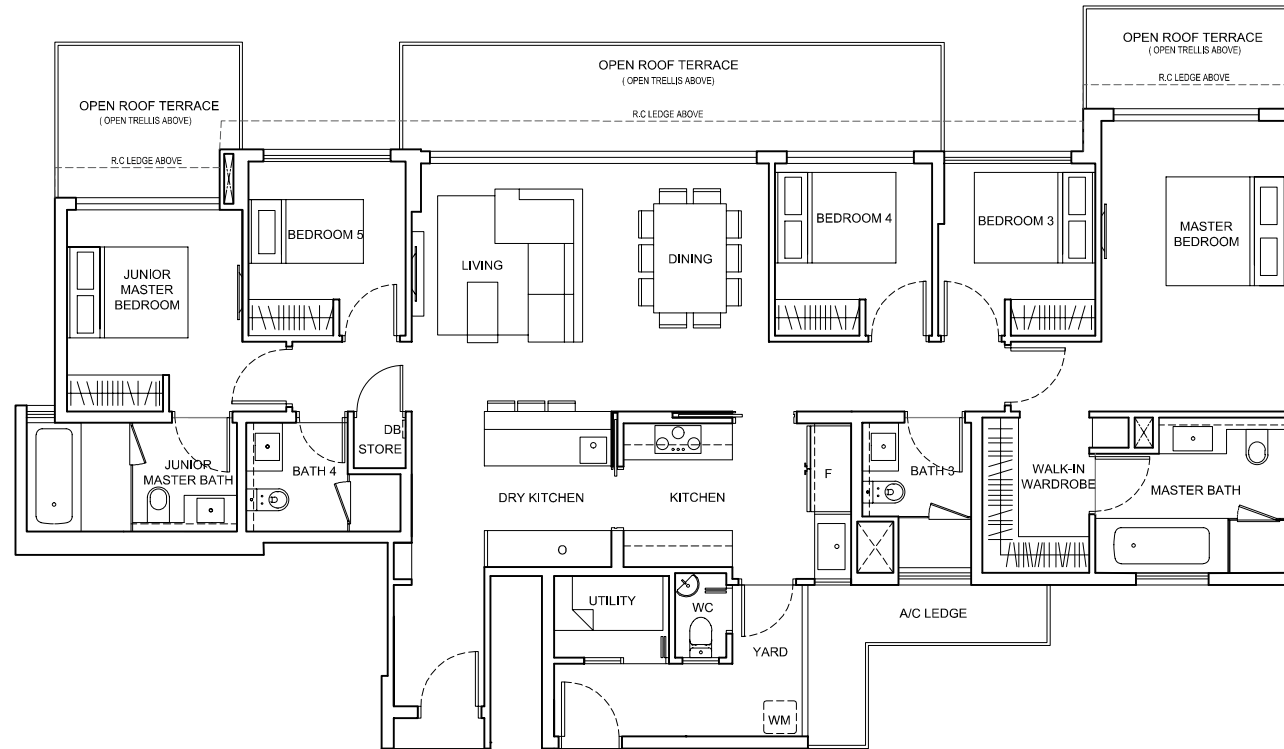 OPEN ROOF TERRACE
( OPEN TRELLIS ABOVE)
R.C LEDGE ABOVE
OPEN ROOF TERRACE
( OPEN TRELLIS ABOVE)
R.C LEDGE ABOVE
OPEN ROOF TERRACE
( OPEN TRELLIS ABOVE)
R.C LEDGE ABOVE
JUNIOR
MASTER
BEDROOM
BEDROOM 5
LIVING
DINING
BEDROOM 4
BEDROOM 3
MASTER
BEDROOM
JUNIOR
MASTER BATH
BATH 4
DB
STORE
DRY KITCHEN
KITCHEN
F
BATH 3
WALK-IN
WARDROBE
MASTER BATH
O
UTILITY
WC
YARD
A/C LEDGE
WM